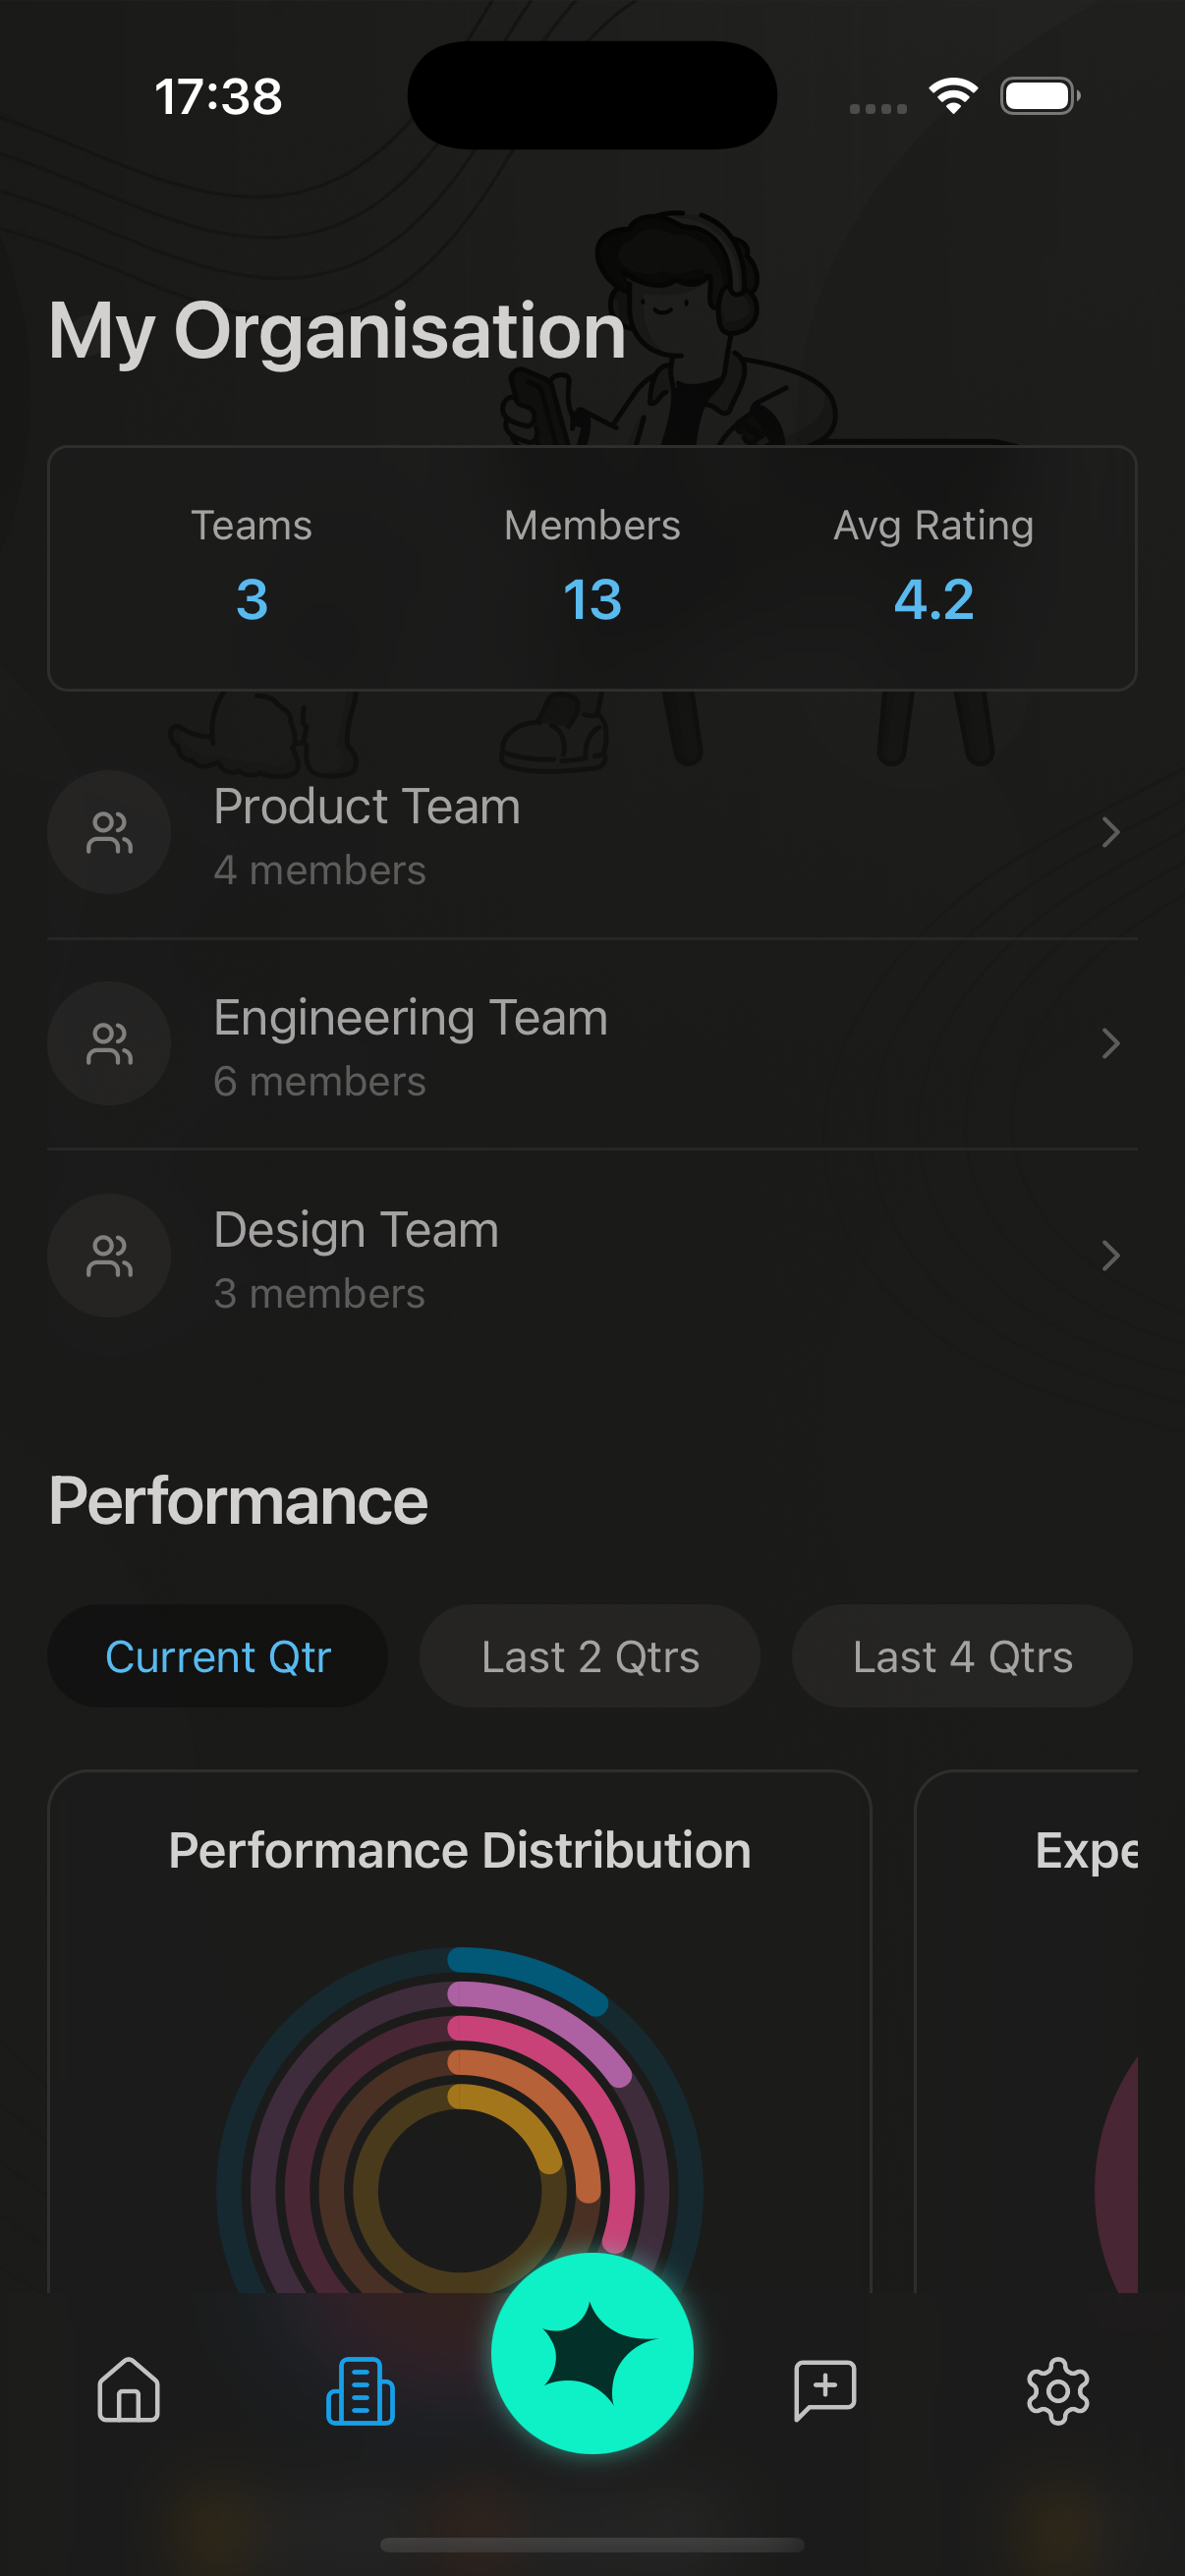 17:38
My Organisation
Teams
Members
Avg Rating
3
13
4.2
Product Team
4 members
Engineering Team
6 members
Design Team
3 members
Performance
Current Qtr
Last 2 Qtrs
Last 4 Qtrs
Performance Distribution
Expe